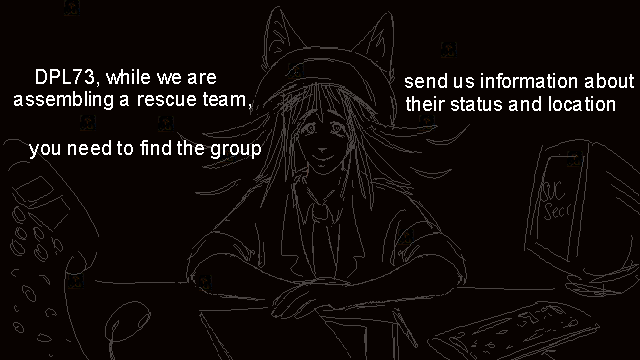 DPL73, while we are
assembling a rescue team,
you need to find the group
send us information about
their status and location